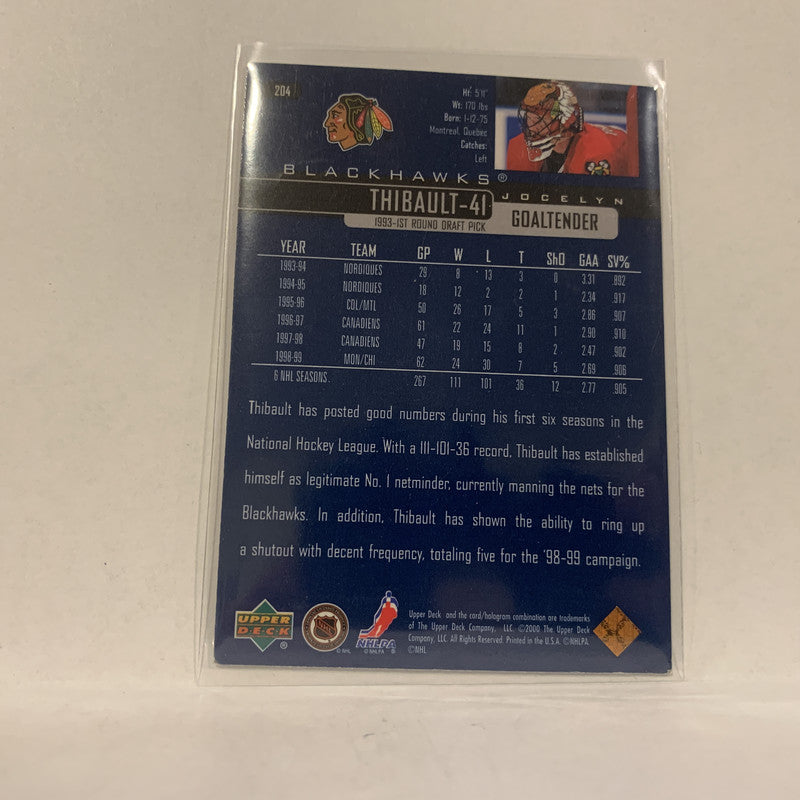 204
Ht: 5'11"
Wt: 170 lbs
Born: 1-12-75
Montreal, Quebec
Catches:
Left
BLACKHAWKS®
JOCELYN
THIBAULT-41
1993-1ST ROUND DRAFT PICK
GOALTENDER
YEAR TEAM GP W L T ShO GAA SV%
1993-94 NORDIQUES 29 8 13 3 0 3.31 .892
1994-95 NORDIQUES 18 12 2 2 1 2.34 .917
1995-96 COL/MTL 50 26 17 5 3 2.86 .907
1996-97 CANADIENS 61 22 24 11 1 2.90 .910
1997-98 CANADIENS 47 19 15 8 2 2.47 .902
1998-99 MON/CHI 62 24 30 7 5 2.69 .906
6 NHL SEASONS. 267 111 101 36 12 2.77 .905
Thibault has posted good numbers during his first six seasons in the
National Hockey League. With a 111-101-36 record, Thibault has established
himself as legitimate No. 1 netminder, currently manning the nets for the
Blackhawks. In addition, Thibault has shown the ability to ring up
a shutout with decent frequency, totaling five for the '98-99 campaign.
UPPER
DECK
®
NHL
© NHL
NHLPA
© NHLPA ®
Upper Deck and the card/hologram combination are trademarks
of The Upper Deck Company, LLC. ©2000 The Upper Deck
Company, LLC. All Rights Reserved. Printed in the U.S.A. ©NHLPA.
©NHL